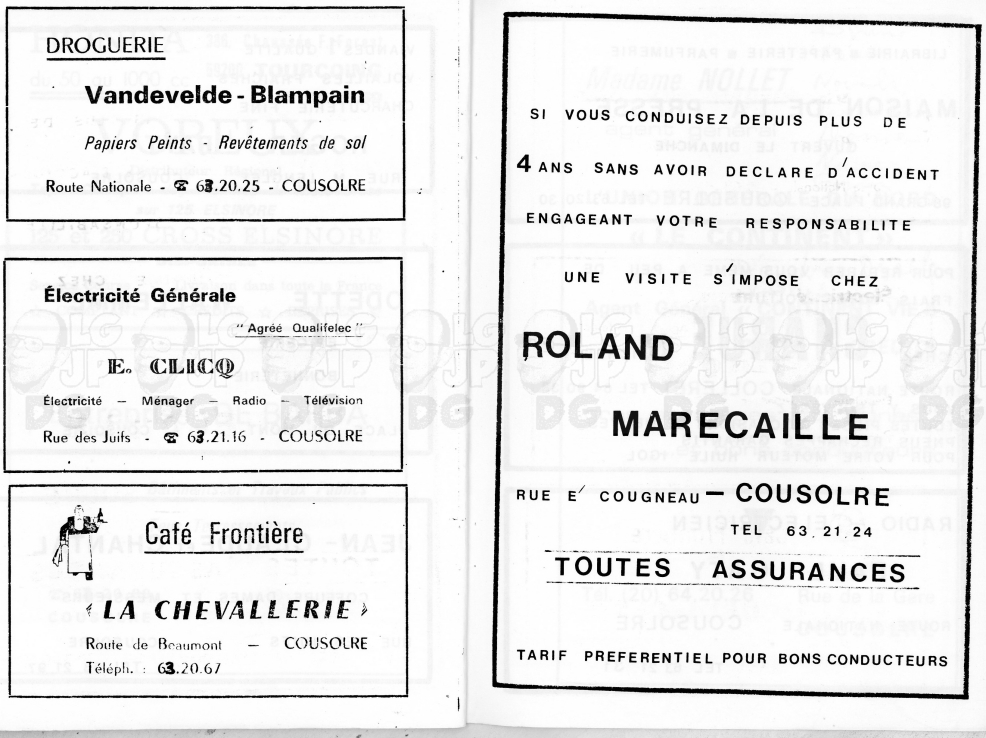 DROGUERIE
Vandevelde - Blampain
Papiers Peints - Revêtements de sol
Route Nationale - ☎ 63.20.25 - COUSOLRE
Électricité Générale
" Agréé Qualifelec "
E. CLICQ
Électricité — Ménager — Radio — Télévision
Rue des Juifs - ☎ 63.21.16 - COUSOLRE
Café Frontière
« LA CHEVALLERIE »
Route de Beaumont — COUSOLRE
Téléph. : 63.20.67
SI VOUS CONDUISEZ DEPUIS PLUS DE
4 ANS SANS AVOIR DECLARE D'ACCIDENT
ENGAGEANT VOTRE RESPONSABILITE
UNE VISITE S'IMPOSE CHEZ
ROLAND
MARECAILLE
RUE E' COUGNEAU — COUSOLRE
TEL 63.21.24
TOUTES ASSURANCES
TARIF PREFERENTIEL POUR BONS CONDUCTEURS